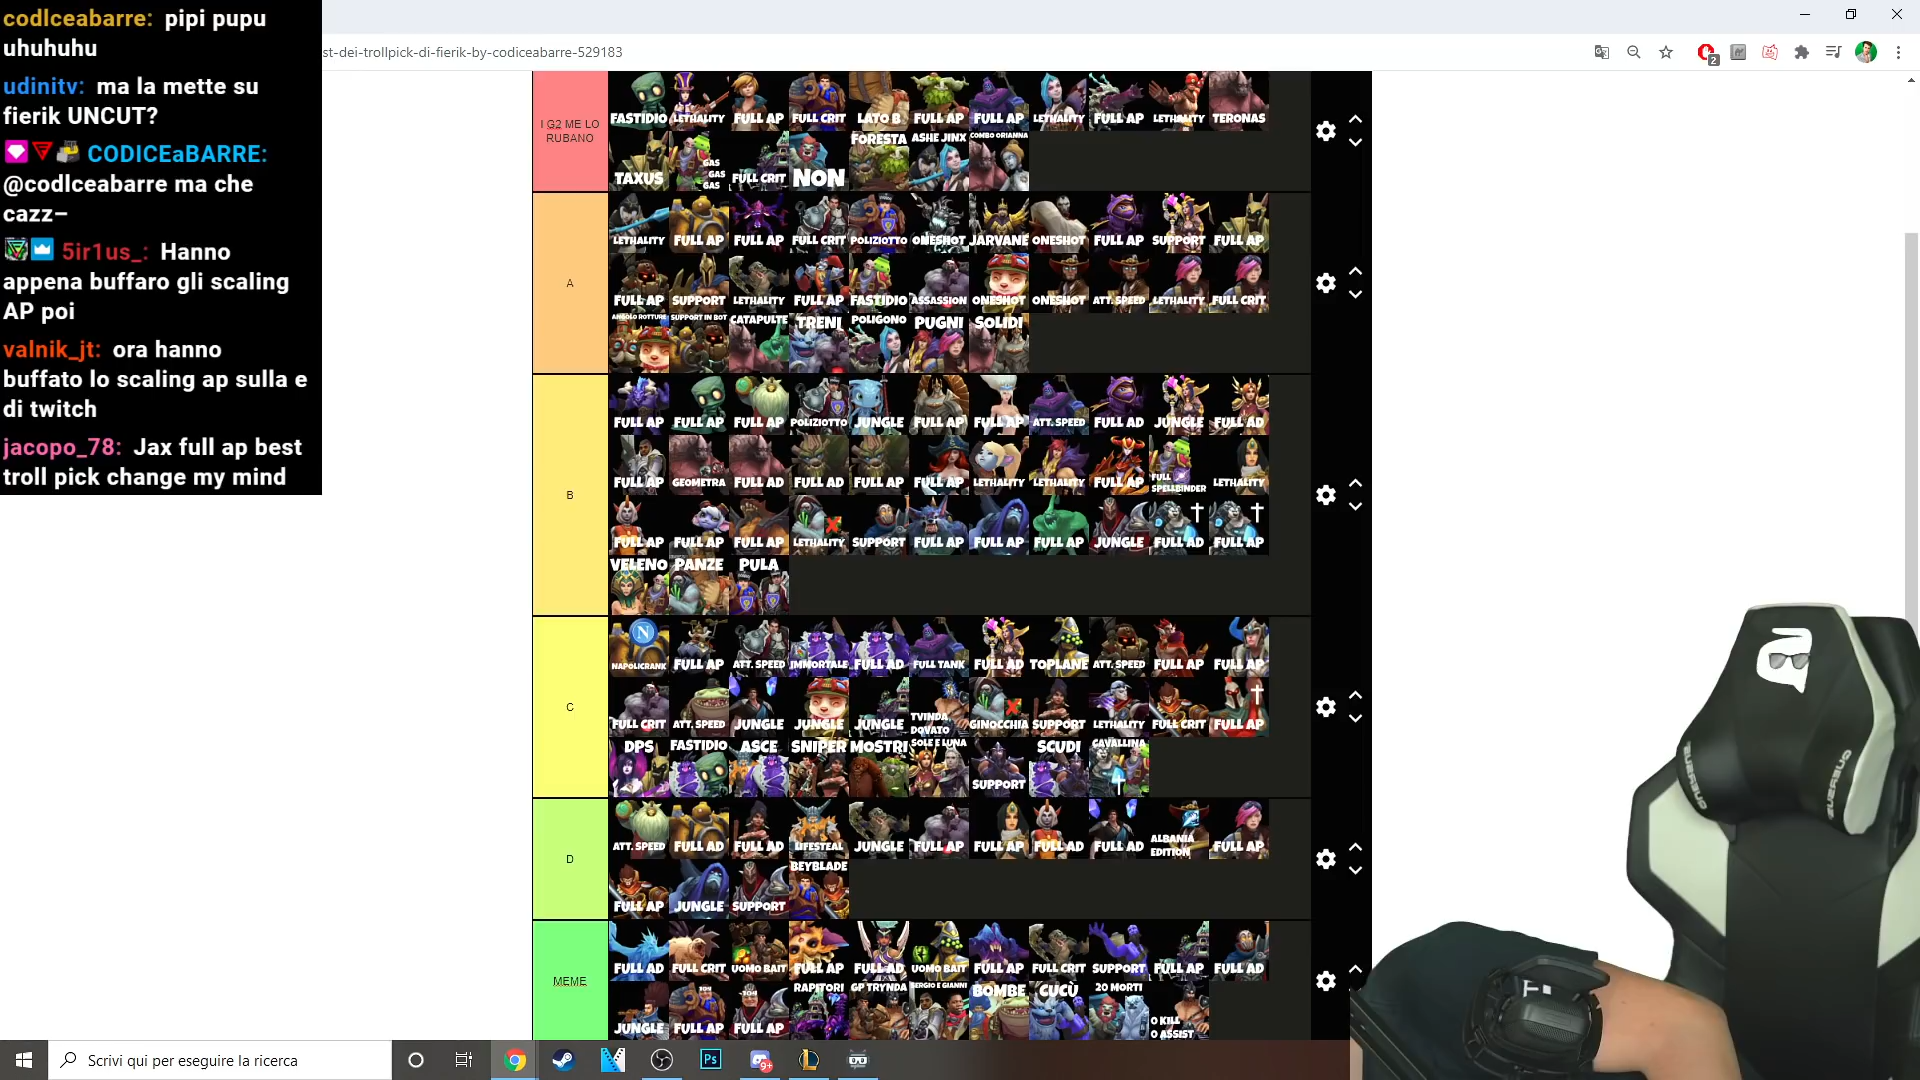 codlceabarre: pipi pupu
uhuhuhu
udinitv: ma la mette su
fierik UNCUT?
CODICEaBARRE:
@codlceabarre ma che
cazz–
5ir1us_: Hanno
appena buffaro gli scaling
AP poi
valnik_jt: ora hanno
buffato lo scaling ap sulla e
di twitch
jacopo_78: Jax full ap best
troll pick change my mind
st-dei-trollpick-di-fierik-by-codiceabarre-529183
2
I G2 ME LO
RUBANO
FASTIDIO LETHALITY FULL AP FULL CRIT LATO B FULL AP FULL AP LETHALITY FULL AP LETHALITY TERONAS
TAXUS GAS GAS GAS FULL CRIT NON FORESTA ASHE JINX COMBO ORIANNA
A
LETHALITY FULL AP FULL AP FULL CRIT POLIZIOTTO ONESHOT JARVANE ONESHOT FULL AP SUPPORT FULL AP
FULL AP SUPPORT LETHALITY FULL AP FASTIDIO ASSASSION ONESHOT ONESHOT ATT. SPEED LETHALITY FULL CRIT
ANGOLO ROTTURE SUPPORT IN BOT CATAPULTE TRENI POLIGONO PUGNI SOLIDI
B
FULL AP FULL AP FULL AP POLIZIOTTO JUNGLE FULL AP FULL AP ATT. SPEED FULL AD JUNGLE FULL AD
FULL AP GEOMETRA FULL AD FULL AD FULL AP FULL AP LETHALITY LETHALITY FULL AP FULL SPELLBINDER LETHALITY
FULL AP FULL AP FULL AP LETHALITY SUPPORT FULL AP FULL AP FULL AP JUNGLE FULL AD FULL AP
VELENO PANZE PULA
C
N
NAPOLICRANK FULL AP ATT. SPEED IMMORTALE FULL AD FULL TANK FULL AD TOPLANE ATT. SPEED FULL AP FULL AP
FULL CRIT ATT. SPEED JUNGLE JUNGLE JUNGLE TVINDA DOVATO GINOCCHIA SUPPORT LETHALITY FULL CRIT FULL AP
DPS FASTIDIO ASCE SNIPER MOSTRI SOLE E LUNA SUPPORT SCUDI CAVALLINA
D
ATT. SPEED FULL AD FULL AD LIFESTEAL JUNGLE FULL AP FULL AP FULL AD FULL AD ALBANIA EDITION FULL AP
FULL AP JUNGLE SUPPORT BEYBLADE
MEME
FULL AD FULL CRIT UOMO BAIT FULL AP FULL AD UOMO BAIT FULL AP FULL CRIT SUPPORT FULL AP FULL AD
JUNGLE FULL AP FULL AP RAPITORI GP TRYNDA SERGIO E GIANNI BOMBE CUCÙ 20 MORTI 0 KILL 0 ASSIST
Scrivi qui per eseguire la ricerca
Ps
9+